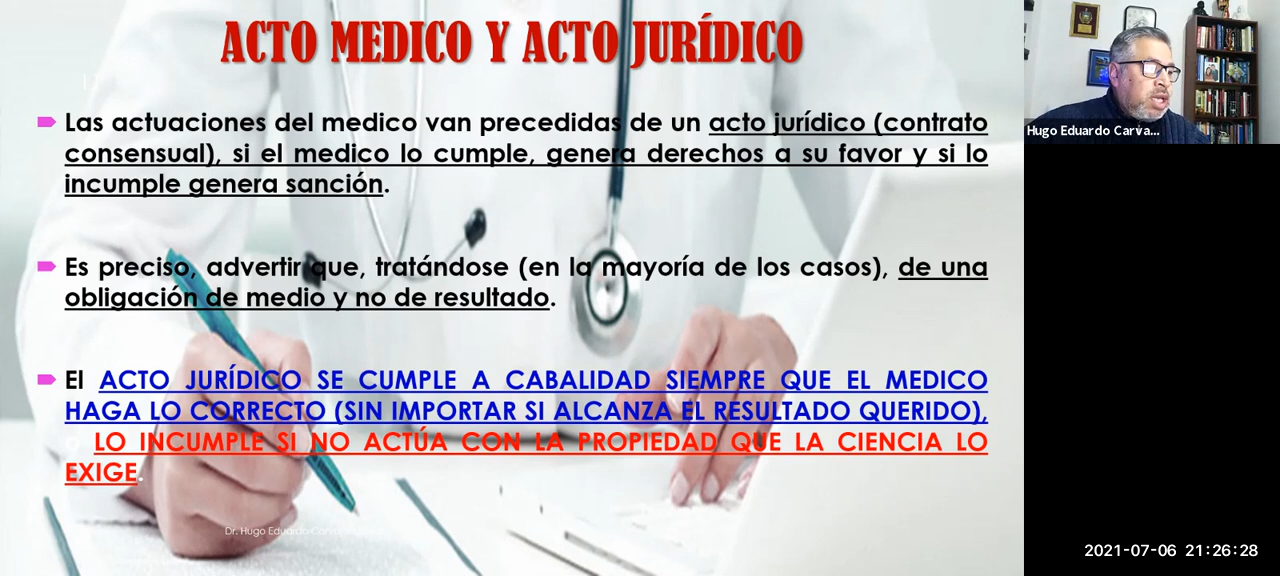 ACTO MEDICO Y ACTO JURÍDICO
Las actuaciones del medico van precedidas de un acto jurídico (contrato
consensual), si el medico lo cumple, genera derechos a su favor y si lo
incumple genera sanción.
Es preciso, advertir que, tratándose (en la mayoría de los casos), de una
obligación de medio y no de resultado.
El ACTO JURÍDICO SE CUMPLE A CABALIDAD SIEMPRE QUE EL MEDICO
HAGA LO CORRECTO (SIN IMPORTAR SI ALCANZA EL RESULTADO QUERIDO),
o LO INCUMPLE SI NO ACTÚA CON LA PROPIEDAD QUE LA CIENCIA LO
EXIGE.
Dr. Hugo Eduardo
Hugo Eduardo Carva...
2021-07-06 21:26:28